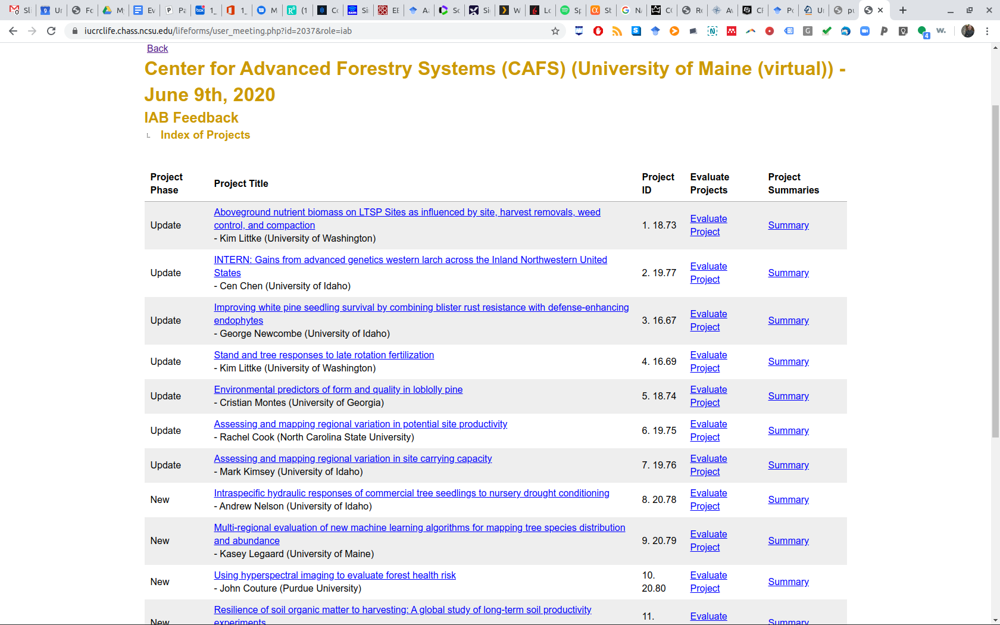 iucrclife.chass.ncsu.edu/lifeforms/user_meeting.php?id=2037&role=iab
Back
Center for Advanced Forestry Systems (CAFS) (University of Maine (virtual)) -
June 9th, 2020
IAB Feedback
Index of Projects
Project Phase
Project Title
Project ID
Evaluate Projects
Project Summaries
Update
Aboveground nutrient biomass on LTSP Sites as influenced by site, harvest removals, weed
control, and compaction
- Kim Littke (University of Washington)
1. 18.73
Evaluate
Project
Summary
Update
INTERN: Gains from advanced genetics western larch across the Inland Northwestern United
States
- Cen Chen (University of Idaho)
2. 19.77
Evaluate
Project
Summary
Update
Improving white pine seedling survival by combining blister rust resistance with defense-enhancing
endophytes
- George Newcombe (University of Idaho)
3. 16.67
Evaluate
Project
Summary
Update
Stand and tree responses to late rotation fertilization
- Kim Littke (University of Washington)
4. 16.69
Evaluate
Project
Summary
Update
Environmental predictors of form and quality in loblolly pine
- Cristian Montes (University of Georgia)
5. 18.74
Evaluate
Project
Summary
Update
Assessing and mapping regional variation in potential site productivity
- Rachel Cook (North Carolina State University)
6. 19.75
Evaluate
Project
Summary
Update
Assessing and mapping regional variation in site carrying capacity
- Mark Kimsey (University of Idaho)
7. 19.76
Evaluate
Project
Summary
New
Intraspecific hydraulic responses of commercial tree seedlings to nursery drought conditioning
- Andrew Nelson (University of Idaho)
8. 20.78
Evaluate
Project
Summary
New
Multi-regional evaluation of new machine learning algorithms for mapping tree species distribution
and abundance
- Kasey Legaard (University of Maine)
9. 20.79
Evaluate
Project
Summary
New
Using hyperspectral imaging to evaluate forest health risk
- John Couture (Purdue University)
10.
20.80
Evaluate
Project
Summary
New
Resilience of soil organic matter to harvesting: A global study of long-term soil productivity
experiments
11.
Evaluate
Summary